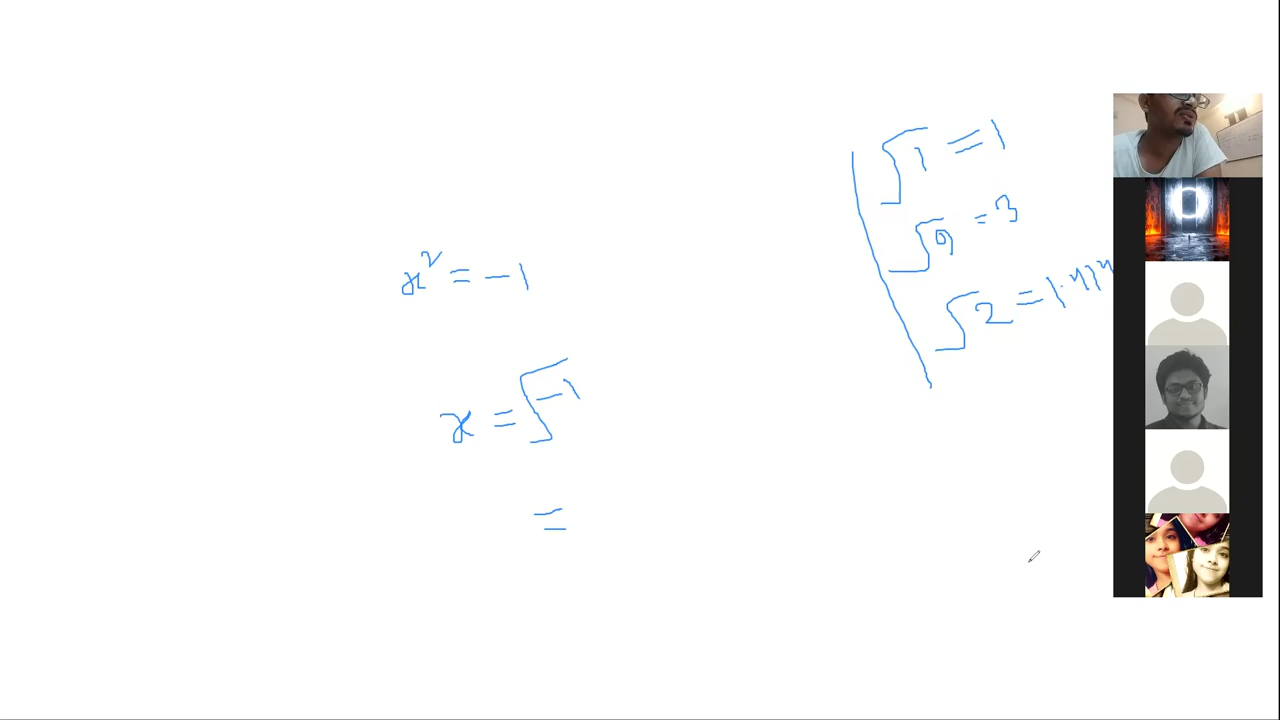 x² = -1
x = √-1
=
√1 = 1
√9 = 3
√2 = 1.414